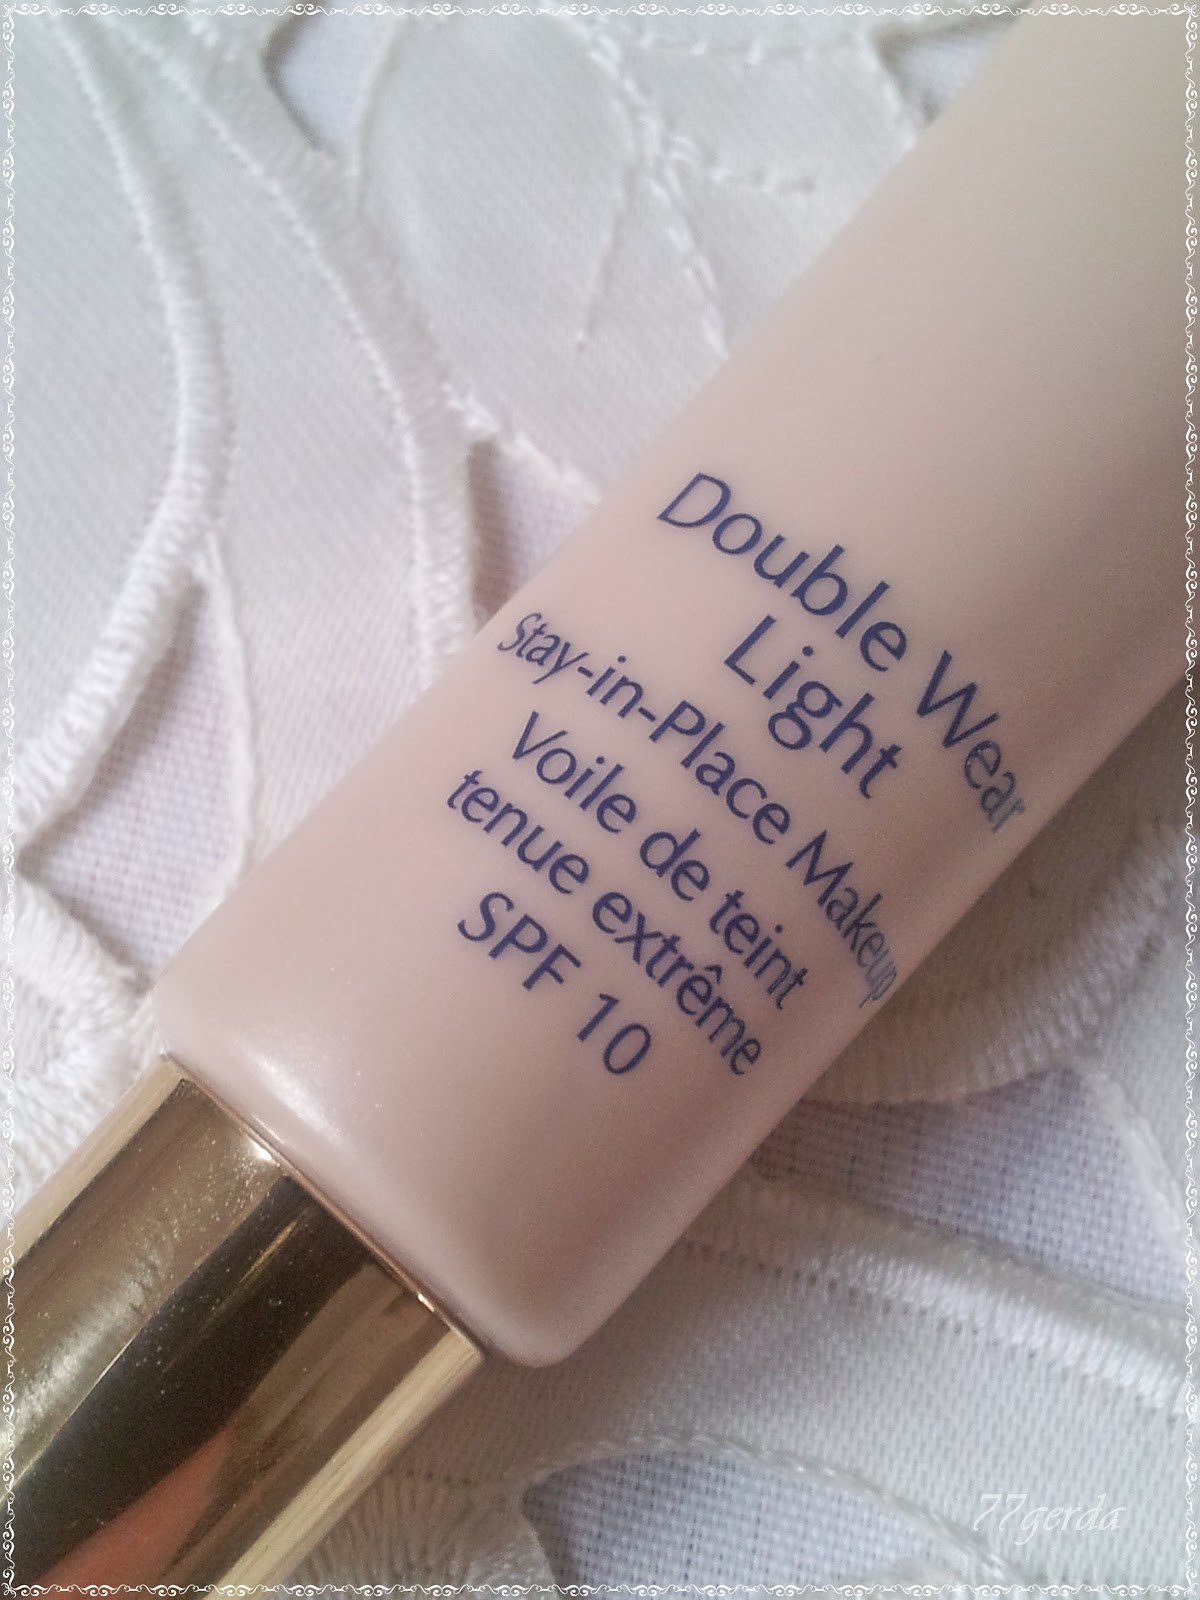 Double Wear
Light
Stay-in-Place Makeup
Voile de teint
tenue extrême
SPF 10
77gerda